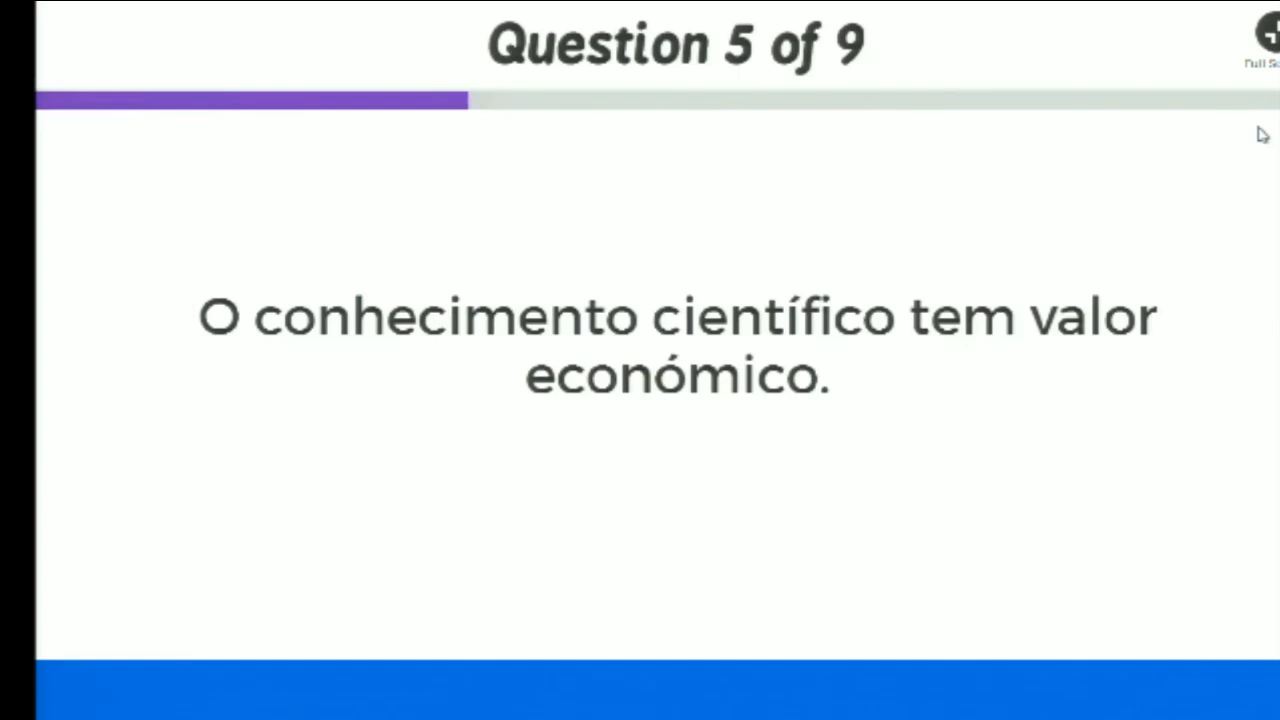 Question 5 of 9
O conhecimento científico tem valor
económico.